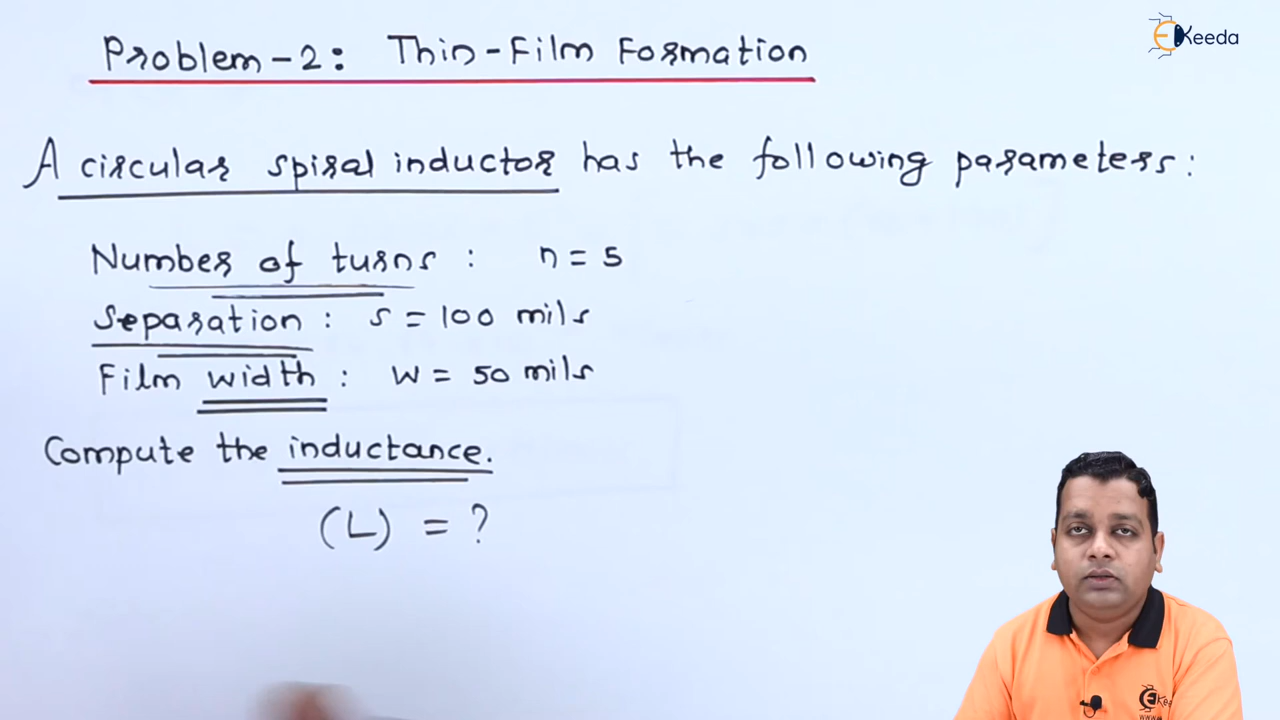 Problem-2: Thin-Film Formation
EKeeda
A circular spiral inductor has the following parameters:
Number of turns : n = 5
Separation : s = 100 mils
Film width : W = 50 mils
Compute the inductance.
(L) = ?